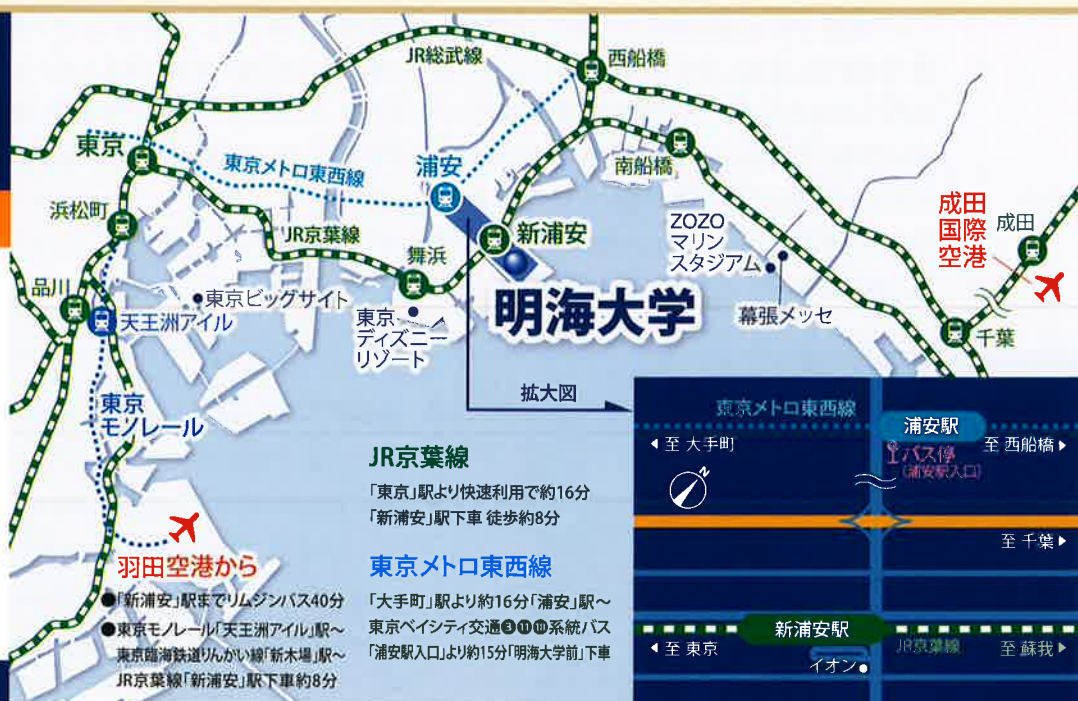 JR総武線
西船橋
東京
東京メトロ東西線
浦安
南船橋
浜松町
JR京葉線
新浦安
ZOZO
マリン
スタジアム
成田
国際
空港
成田
舞浜
品川
東京ビッグサイト
天王洲アイル
東京
ディズニー
リゾート
明海大学
幕張メッセ
千葉
東京
モノレール
拡大図
JR京葉線
「東京」駅より快速利用で約16分
「新浦安」駅下車 徒歩約8分
東京メトロ東西線
「大手町」駅より約16分「浦安」駅〜
東京ベイシティ交通❸⓫⓲系統バス
「浦安駅入口」より約15分「明海大学前」下車
羽田空港から
●「新浦安」駅までリムジンバス40分
●東京モノレール「天王洲アイル」駅〜
東京臨海鉄道りんかい線「新木場」駅〜
JR京葉線「新浦安」駅下車約8分
東京メトロ東西線
浦安駅
至 大手町
至 西船橋
バス停
(浦安駅入口)
N
至 千葉
新浦安駅
JR京葉線
至 東京
至 蘇我
イオン